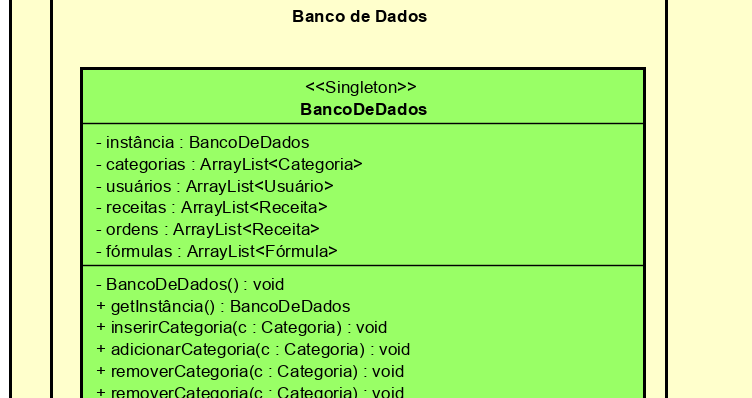 Banco de Dados
<<Singleton>>
BancoDeDados
- instância : BancoDeDados
- categorias : ArrayList<Categoria>
- usuários : ArrayList<Usuário>
- receitas : ArrayList<Receita>
- ordens : ArrayList<Receita>
- fórmulas : ArrayList<Fórmula>
- BancoDeDados() : void
+ getInstância() : BancoDeDados
+ inserirCategoria(c : Categoria) : void
+ adicionarCategoria(c : Categoria) : void
+ removerCategoria(c : Categoria) : void
+ removerCategoria(c : Categoria) : void